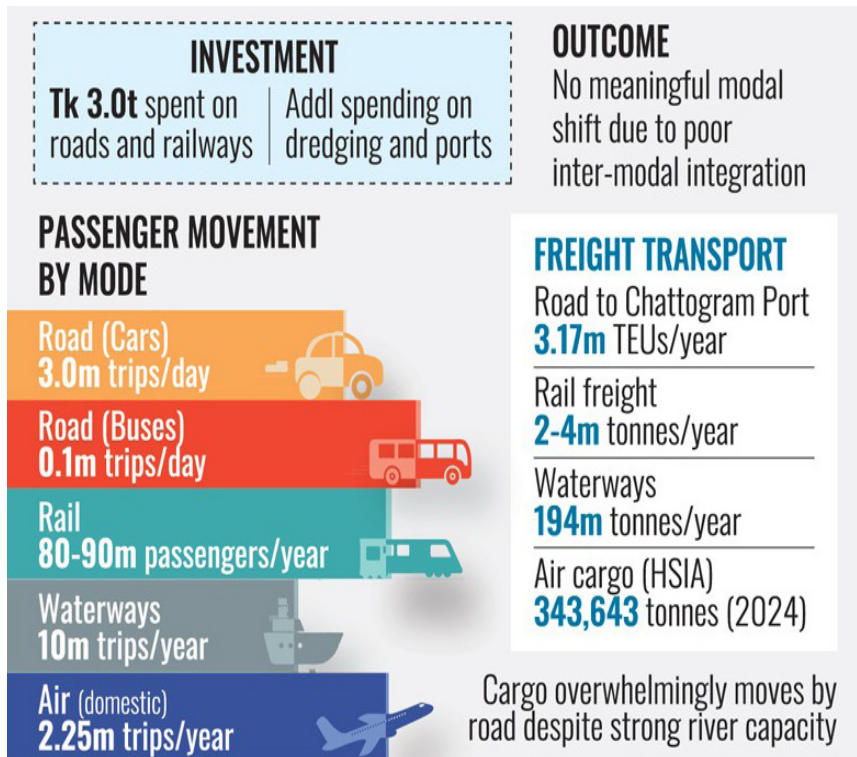 INVESTMENT
Tk 3.0t spent on
roads and railways
Addl spending on
dredging and ports
OUTCOME
No meaningful modal
shift due to poor
inter-modal integration
PASSENGER MOVEMENT
BY MODE
Road (Cars)
3.0m trips/day
Road (Buses)
0.1m trips/day
Rail
80-90m passengers/year
Waterways
10m trips/year
Air (domestic)
2.25m trips/year
FREIGHT TRANSPORT
Road to Chattogram Port
3.17m TEUs/year
Rail freight
2-4m tonnes/year
Waterways
194m tonnes/year
Air cargo (HSIA)
343,643 tonnes (2024)
Cargo overwhelmingly moves by
road despite strong river capacity